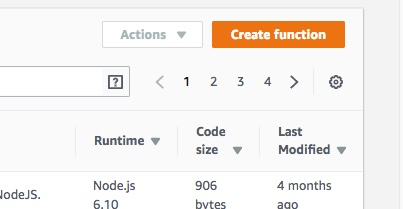 Actions Create function
? 1 2 3 4
Runtime Code size Last Modified
NodeJS. Node.js 6.10 906 bytes 4 months ago